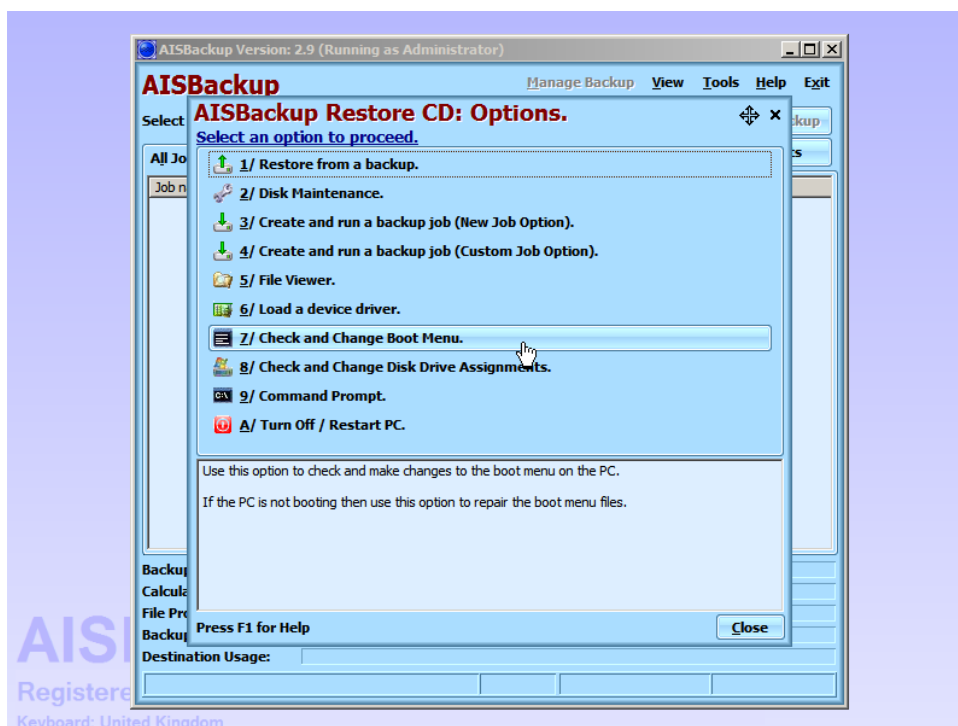 AISBackup Version: 2.9 (Running as Administrator)
AISBackup
Manage Backup View Tools Help Exit
Select
AISBackup Restore CD: Options.
Select an option to proceed.
All Jo
Job n
1/ Restore from a backup.
2/ Disk Maintenance.
3/ Create and run a backup job (New Job Option).
4/ Create and run a backup job (Custom Job Option).
5/ File Viewer.
6/ Load a device driver.
7/ Check and Change Boot Menu.
8/ Check and Change Disk Drive Assignments.
9/ Command Prompt.
A/ Turn Off / Restart PC.
Use this option to check and make changes to the boot menu on the PC.
If the PC is not booting then use this option to repair the boot menu files.
Press F1 for Help
Close
Backup
Calcula
File Pro
Backup
Destination Usage:
AISB
Registere
Keyboard: United Kingdom